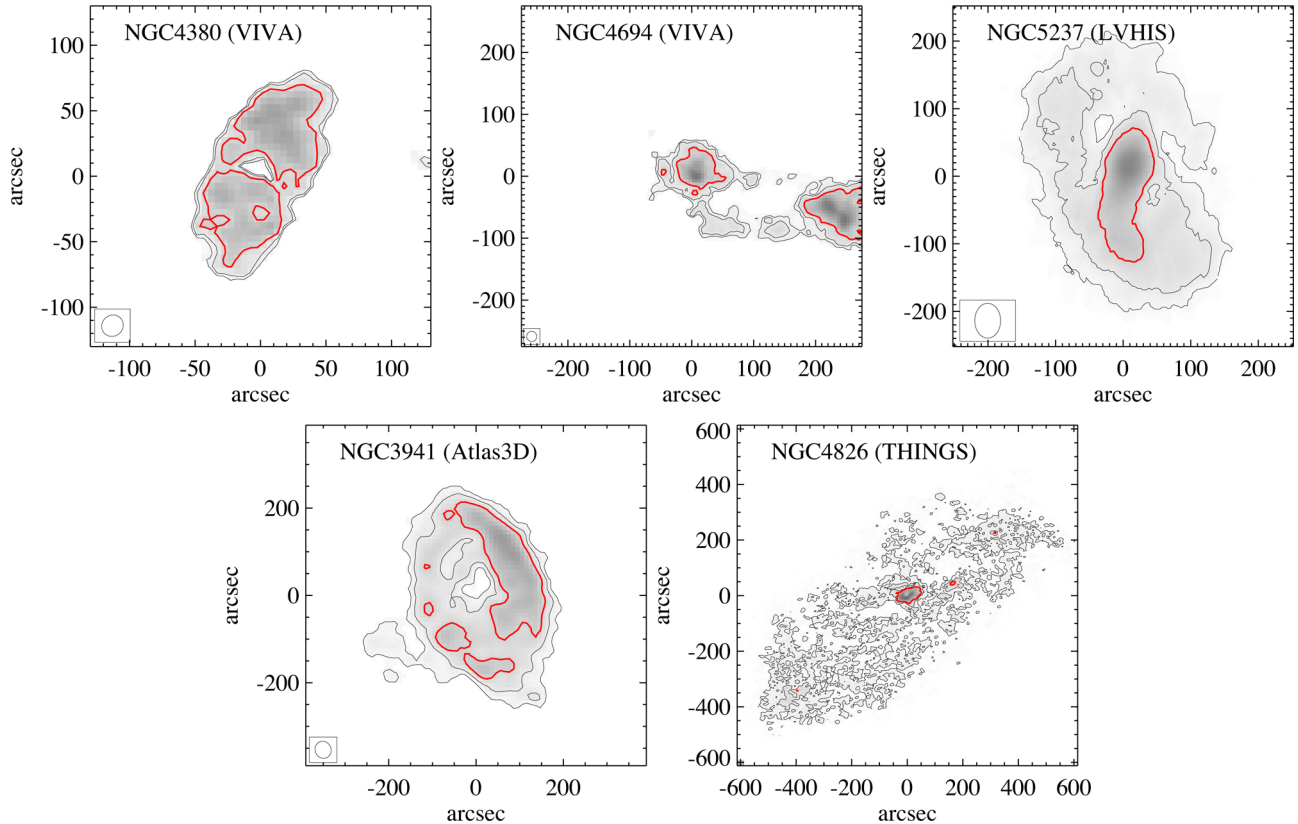 NGC4380 (VIVA)
100
50
0
-50
-100
arcsec
-100 -50 0 50
arcsec
NGC4694 (VIVA)
200
100
0
-100
-200
arcsec
-200 -100 0 100 200
arcsec
NGC5237 (LVHIS)
200
100
0
-100
-200
arcsec
-200 -100 0 100 200
arcsec
NGC3941 (Atlas3D)
200
0
-200
arcsec
-200 0 200
arcsec
NGC4826 (THINGS)
600
400
200
0
-200
-400
-600
arcsec
-600 -400 -200 0 200 400 600
arcsec